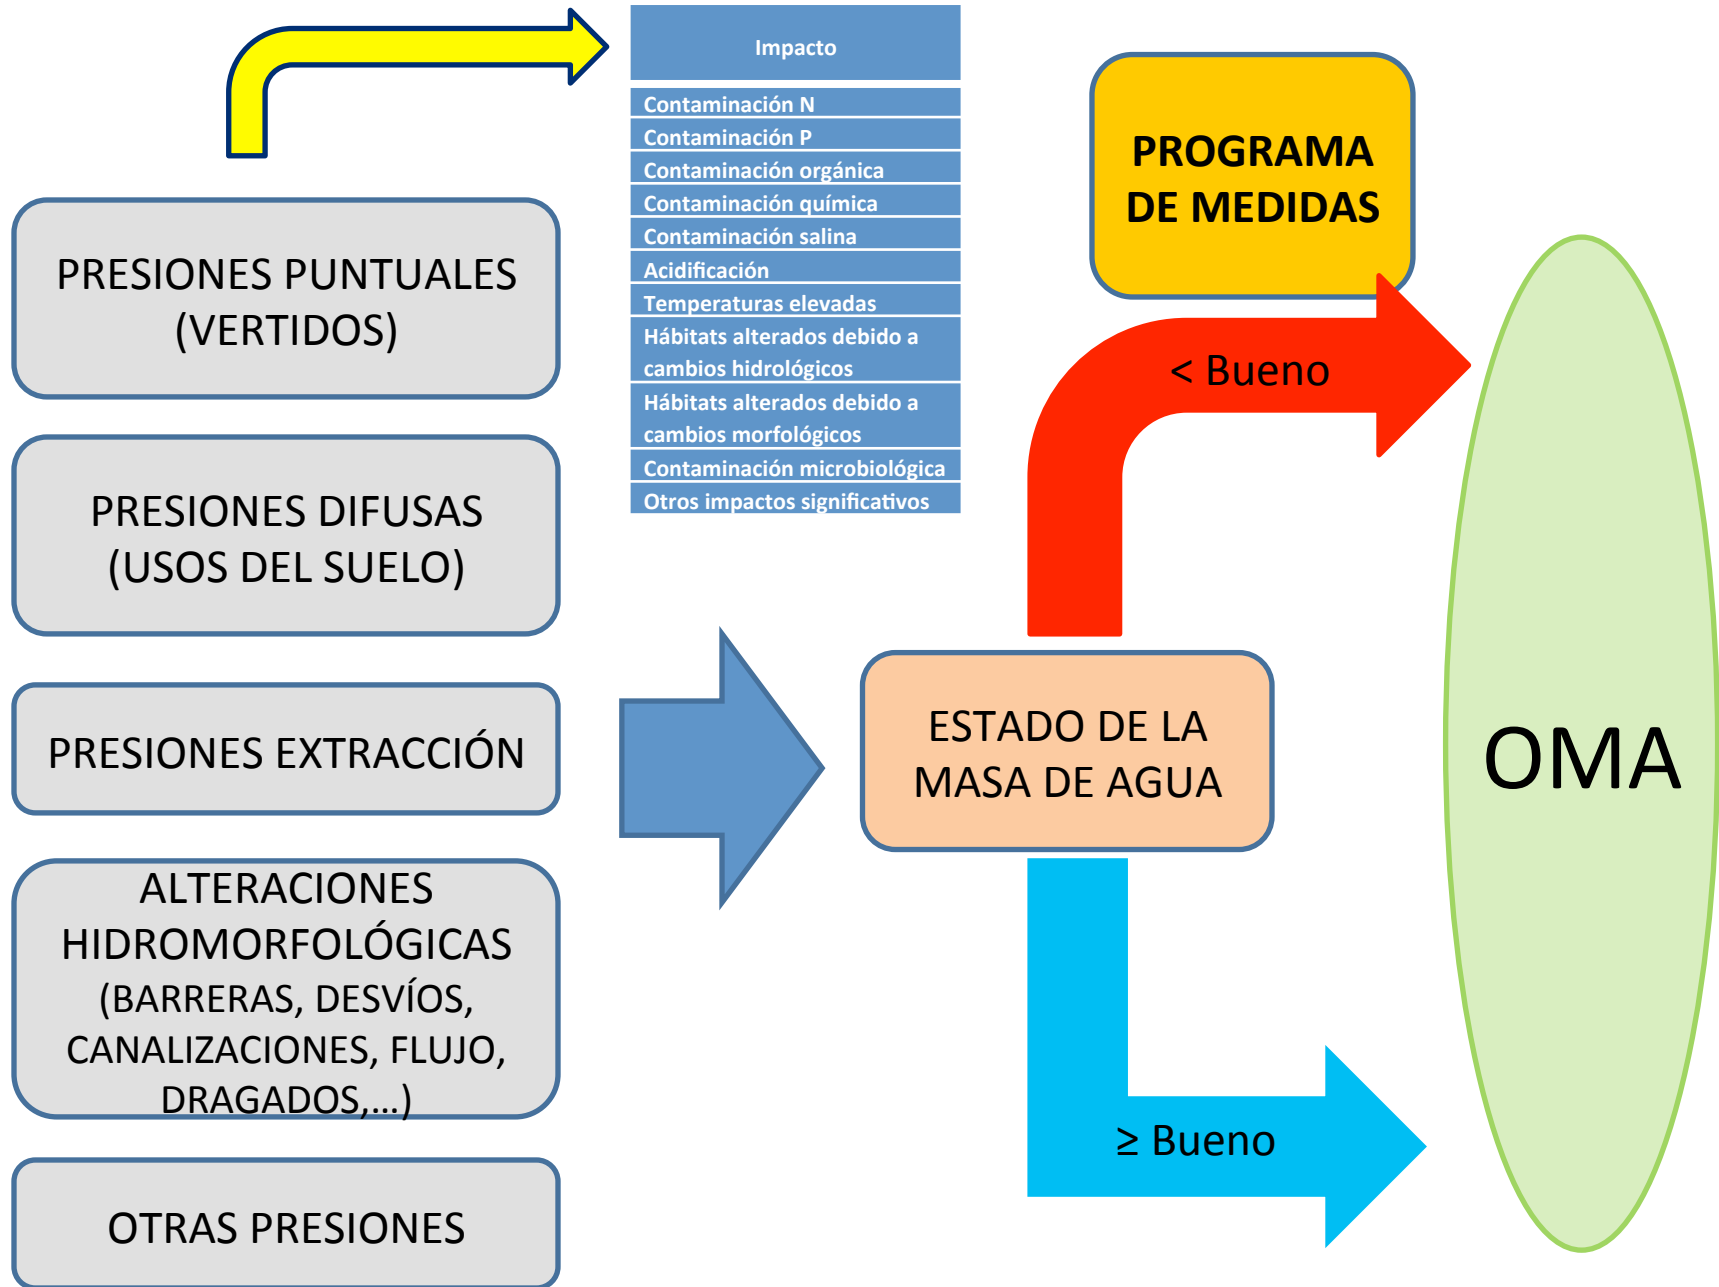 Impacto
Contaminación N
Contaminación P
Contaminación orgánica
Contaminación química
Contaminación salina
Acidificación
Temperaturas elevadas
Hábitats alterados debido a
cambios hidrológicos
Hábitats alterados debido a
cambios morfológicos
Contaminación microbiológica
Otros impactos significativos
PRESIONES PUNTUALES
(VERTIDOS)
PRESIONES DIFUSAS
(USOS DEL SUELO)
PRESIONES EXTRACCIÓN
ALTERACIONES
HIDROMORFOLÓGICAS
(BARRERAS, DESVÍOS,
CANALIZACIONES, FLUJO,
DRAGADOS,...)
OTRAS PRESIONES
ESTADO DE LA
MASA DE AGUA
PROGRAMA
DE MEDIDAS
< Bueno
≥ Bueno
OMA